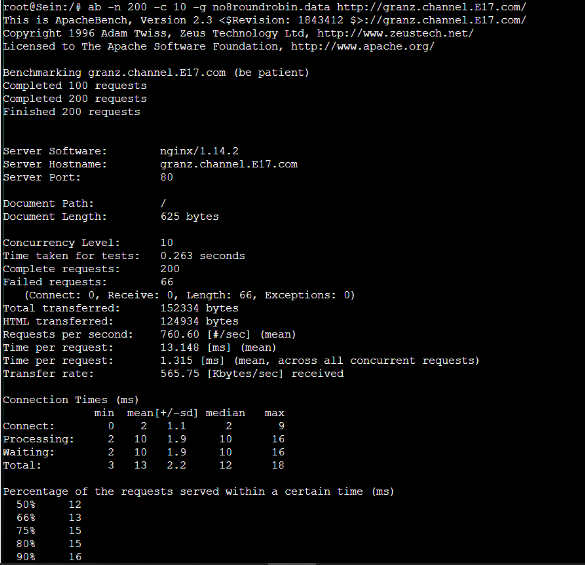 root@Sein:/# ab -n 200 -c 10 -g no8roundrobin.data http://granz.channel.E17.com/
This is ApacheBench, Version 2.3 <$Revision: 1843412 $>://granz.channel.E17.com/
Copyright 1996 Adam Twiss, Zeus Technology Ltd, http://www.zeustech.net/
Licensed to The Apache Software Foundation, http://www.apache.org/

Benchmarking granz.channel.E17.com (be patient)
Completed 100 requests
Completed 200 requests
Finished 200 requests

Server Software:        nginx/1.14.2
Server Hostname:        granz.channel.E17.com
Server Port:            80

Document Path:          /
Document Length:        625 bytes

Concurrency Level:      10
Time taken for tests:   0.263 seconds
Complete requests:      200
Failed requests:        66
   (Connect: 0, Receive: 0, Length: 66, Exceptions: 0)
Total transferred:      152334 bytes
HTML transferred:       124934 bytes
Requests per second:    760.60 [#/sec] (mean)
Time per request:       13.148 [ms] (mean)
Time per request:       1.315 [ms] (mean, across all concurrent requests)
Transfer rate:          565.75 [Kbytes/sec] received

Connection Times (ms)
              min  mean[+/-sd] median   max
Connect:        0    2   1.1      2       9
Processing:     2   10   1.9     10      16
Waiting:        2   10   1.9     10      16
Total:          3   13   2.2     12      18

Percentage of the requests served within a certain time (ms)
  50%     12
  66%     13
  75%     15
  80%     15
  90%     16